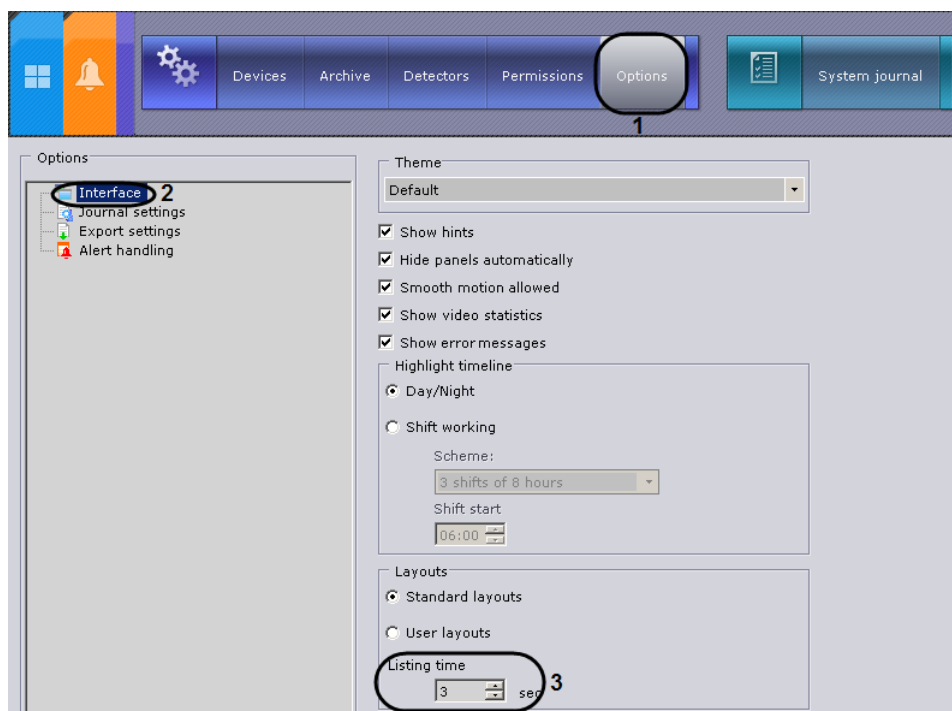 Devices Archive Detectors Permissions Options System journal
1
Options
Interface 2
Journal settings
Export settings
Alert handling
Theme
Default
Show hints
Hide panels automatically
Smooth motion allowed
Show video statistics
Show error messages
Highlight timeline
Day/Night
Shift working
Scheme:
3 shifts of 8 hours
Shift start
06:00
Layouts
Standard layouts
User layouts
Listing time
3 sec 3